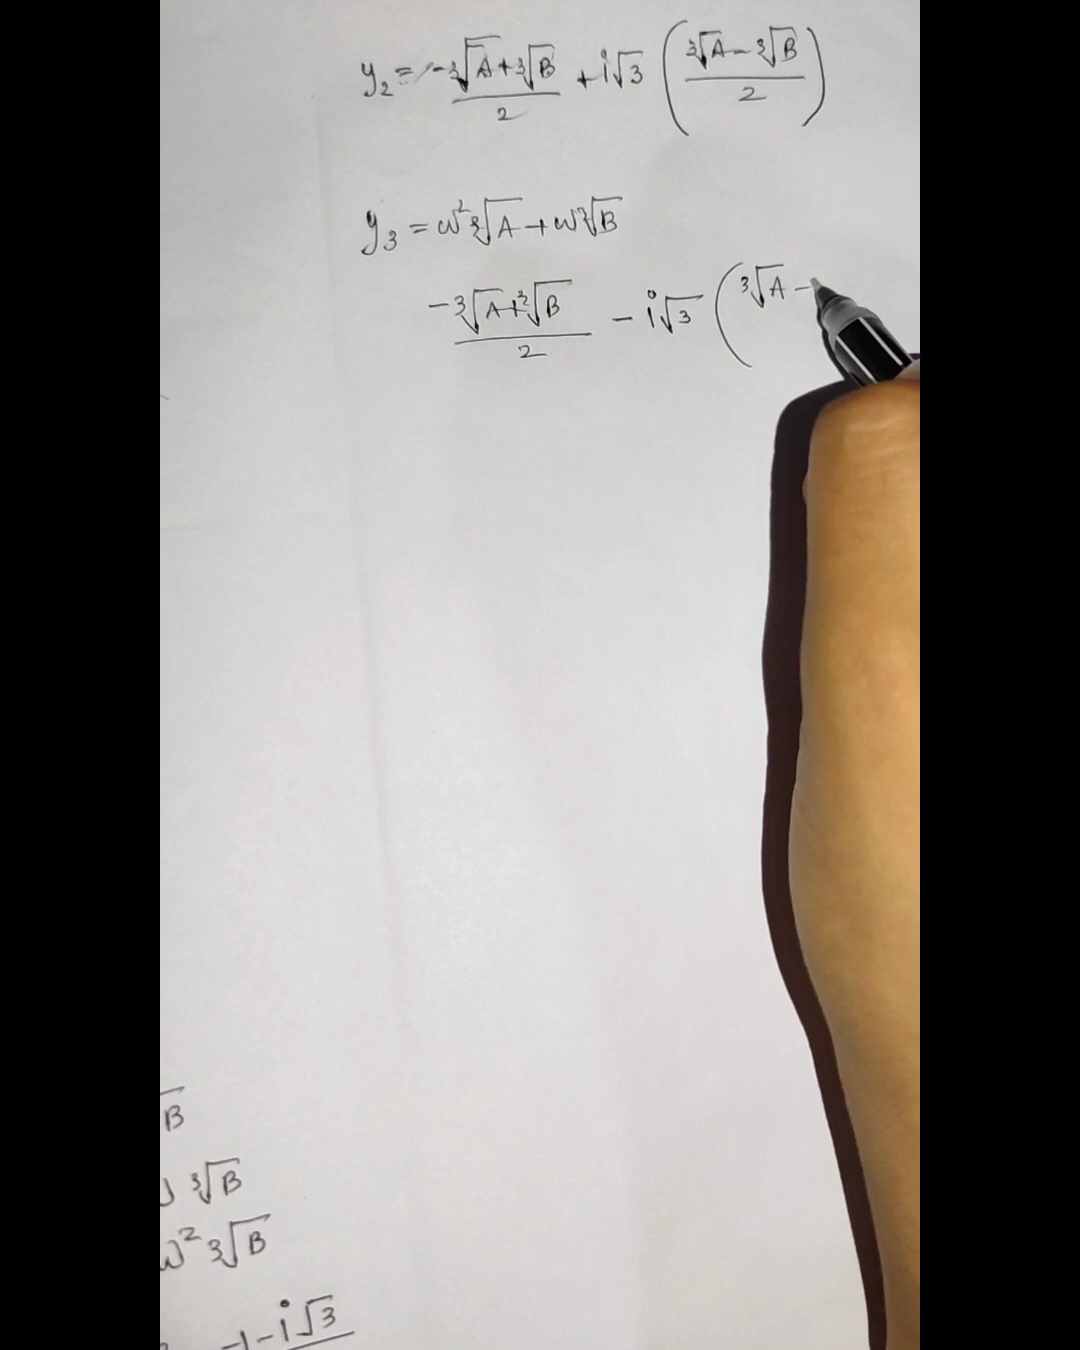 y₂ = -∛A+∛B/2 + i√3 (∛A-∛B/2)
y₃ = ω²∛A+ω∛B
-∛A+∛B/2 - i√3 (∛A-
B
∛B
ω²∛B
-1-i√3